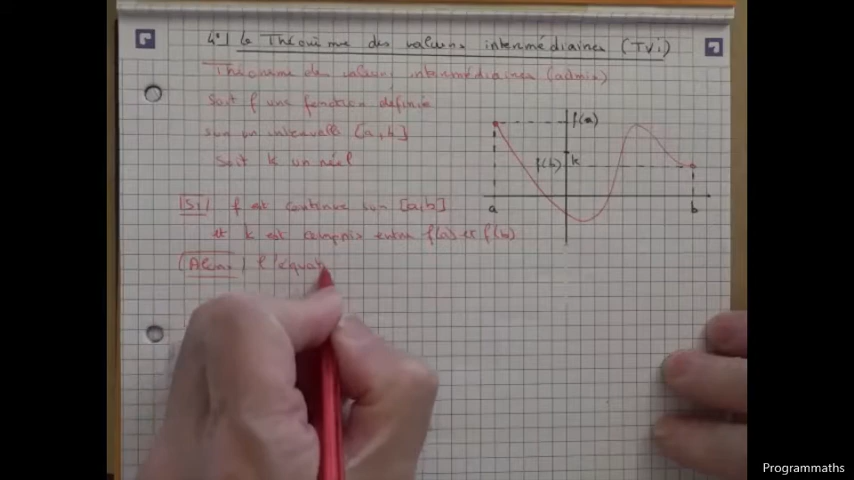 4°) Le Théorème des valeurs intermédiaires (TVi)
Théorème des valeurs intermédiaires (admis)
Soit f une fonction définie
sur un intervalle [a,b]
Soit k un réel
f(a)
f(b) k
a b
Si f est continue sur [a,b]
et k est compris entre f(a) et f(b)
Alors l'équat
Programmaths